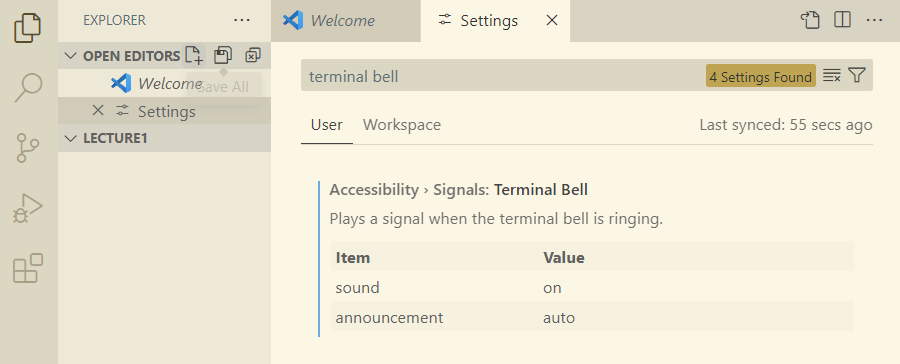 EXPLORER
OPEN EDITORS
Welcome
Save All
Settings
LECTURE1
Welcome
Settings
terminal bell
4 Settings Found
User Workspace Last synced: 55 secs ago
Accessibility › Signals: Terminal Bell
Plays a signal when the terminal bell is ringing.
Item Value
sound on
announcement auto